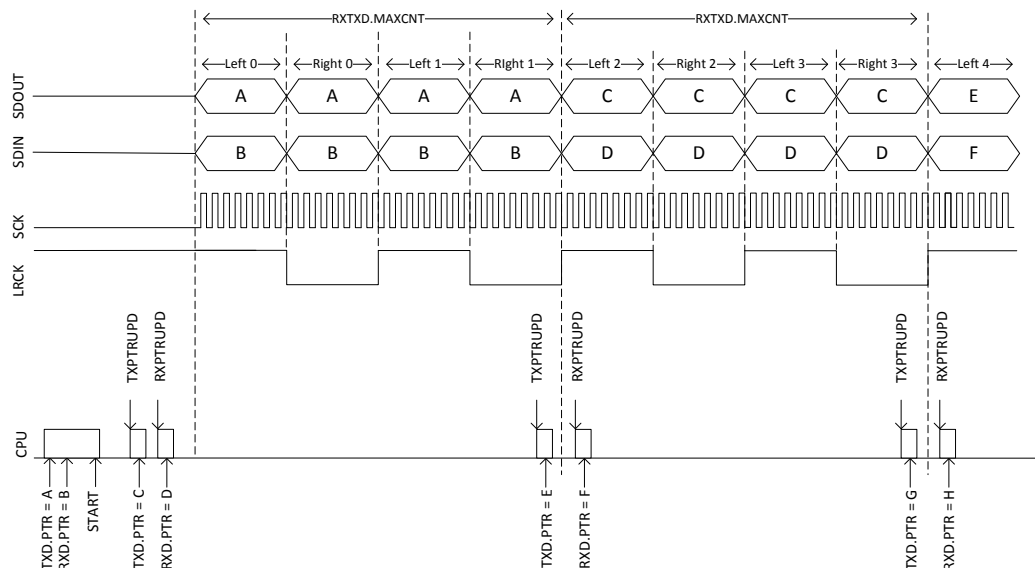 RXTXD.MAXCNT
RXTXD.MAXCNT
Left 0
Right 0
Left 1
RIght 1
Left 2
Right 2
Left 3
Right 3
Left 4
SDOUT
A
A
A
A
C
C
C
C
E
SDIN
B
B
B
B
D
D
D
D
F
SCK
LRCK
TXPTRUPD
RXPTRUPD
TXPTRUPD
RXPTRUPD
TXPTRUPD
RXPTRUPD
CPU
TXD.PTR = A
RXD.PTR = B
START
TXD.PTR = C
RXD.PTR = D
TXD.PTR = E
RXD.PTR = F
TXD.PTR = G
RXD.PTR = H